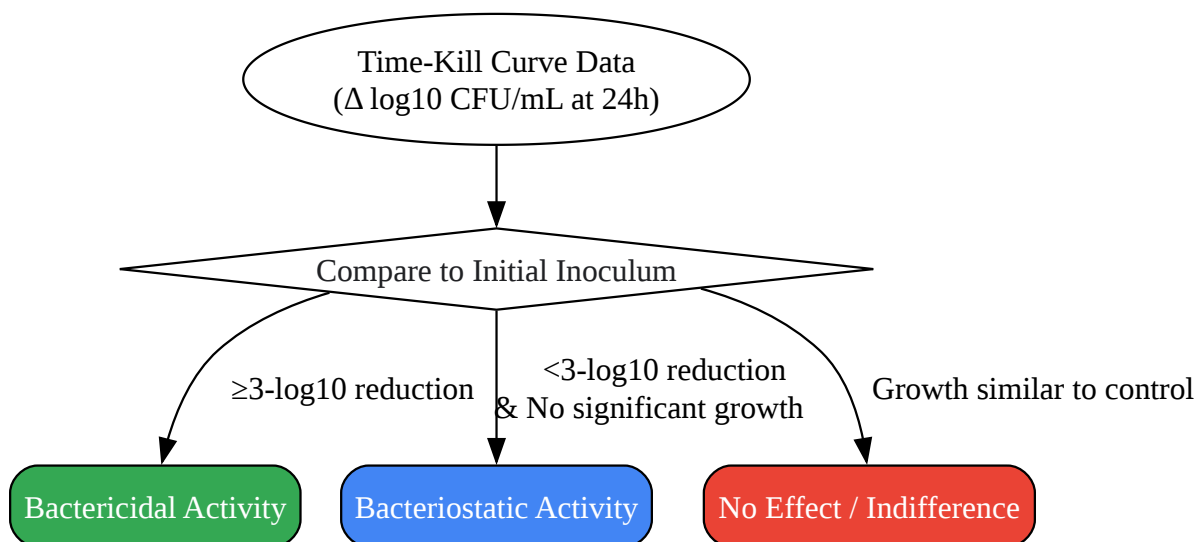 Time-Kill Curve Data
(Δ log10 CFU/mL at 24h)
Compare to Initial Inoculum
≥3-log10 reduction
<3-log10 reduction
& No significant growth
Growth similar to control
Bactericidal Activity
Bacteriostatic Activity
No Effect / Indifference